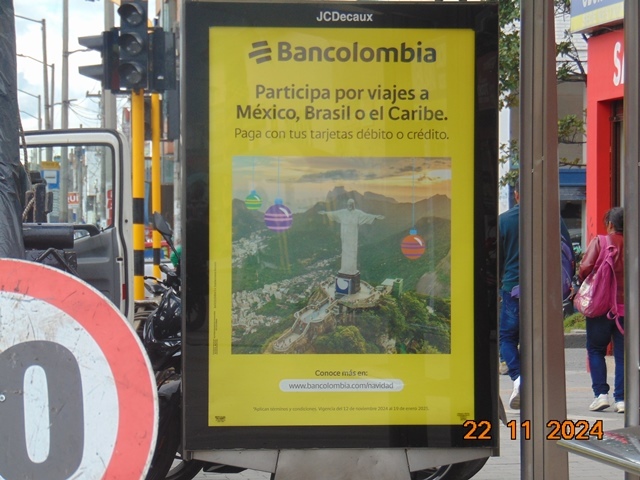 JCDecaux
Bancolombia
Participa por viajes a
México, Brasil o el Caribe.
Paga con tus tarjetas débito o crédito.
Conoce más en:
www.bancolombia.com/navidad
0
22 11 2024